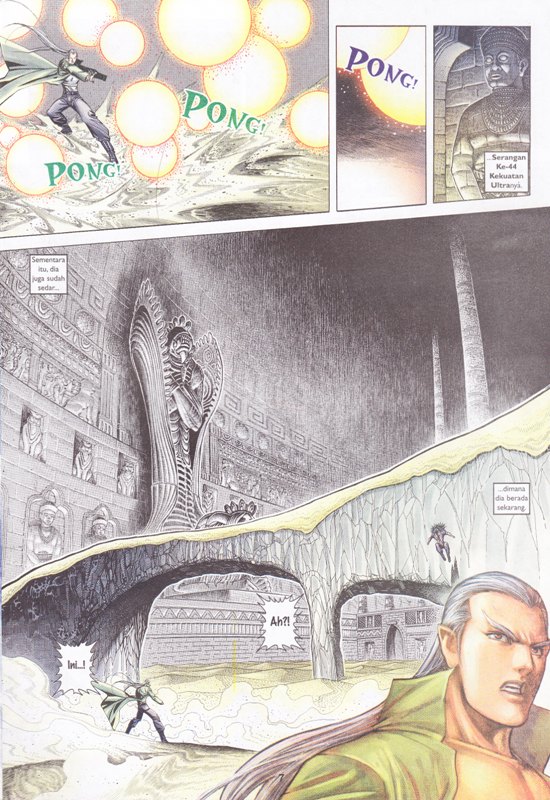 PONG!
PONG!
PONG!
...Serangan
Ke-44
Kekuatan
Ultranya.
Sementara
itu, dia
juga sudah
sedar...
...dimana
dia berada
sekarang.
Ah?!
Ini...!